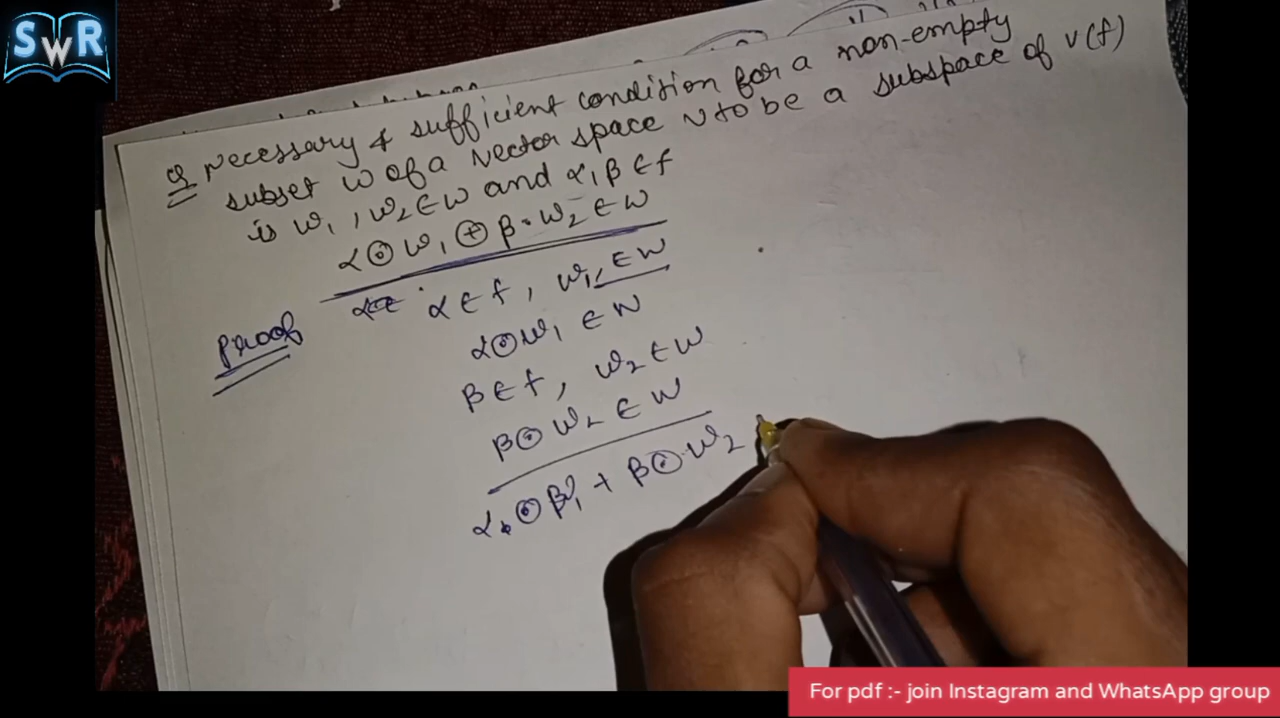 SWR
Q Necessary & sufficient condition for a non-empty
subset W of a vector space V to be a subspace of V(f)
is w₁, w₂ ∈ W and α, β ∈ f
α ⊙ w₁ ⊕ β · w₂ ∈ W
Proof α ∈ f, w₁, ∈ W
α ⊙ w₁ ∈ W
β ∈ f, w₂ ∈ W
β ⊙ w₂ ∈ W
α ⊙ w₁ + β ⊙ w₂
For pdf :- join Instagram and WhatsApp group